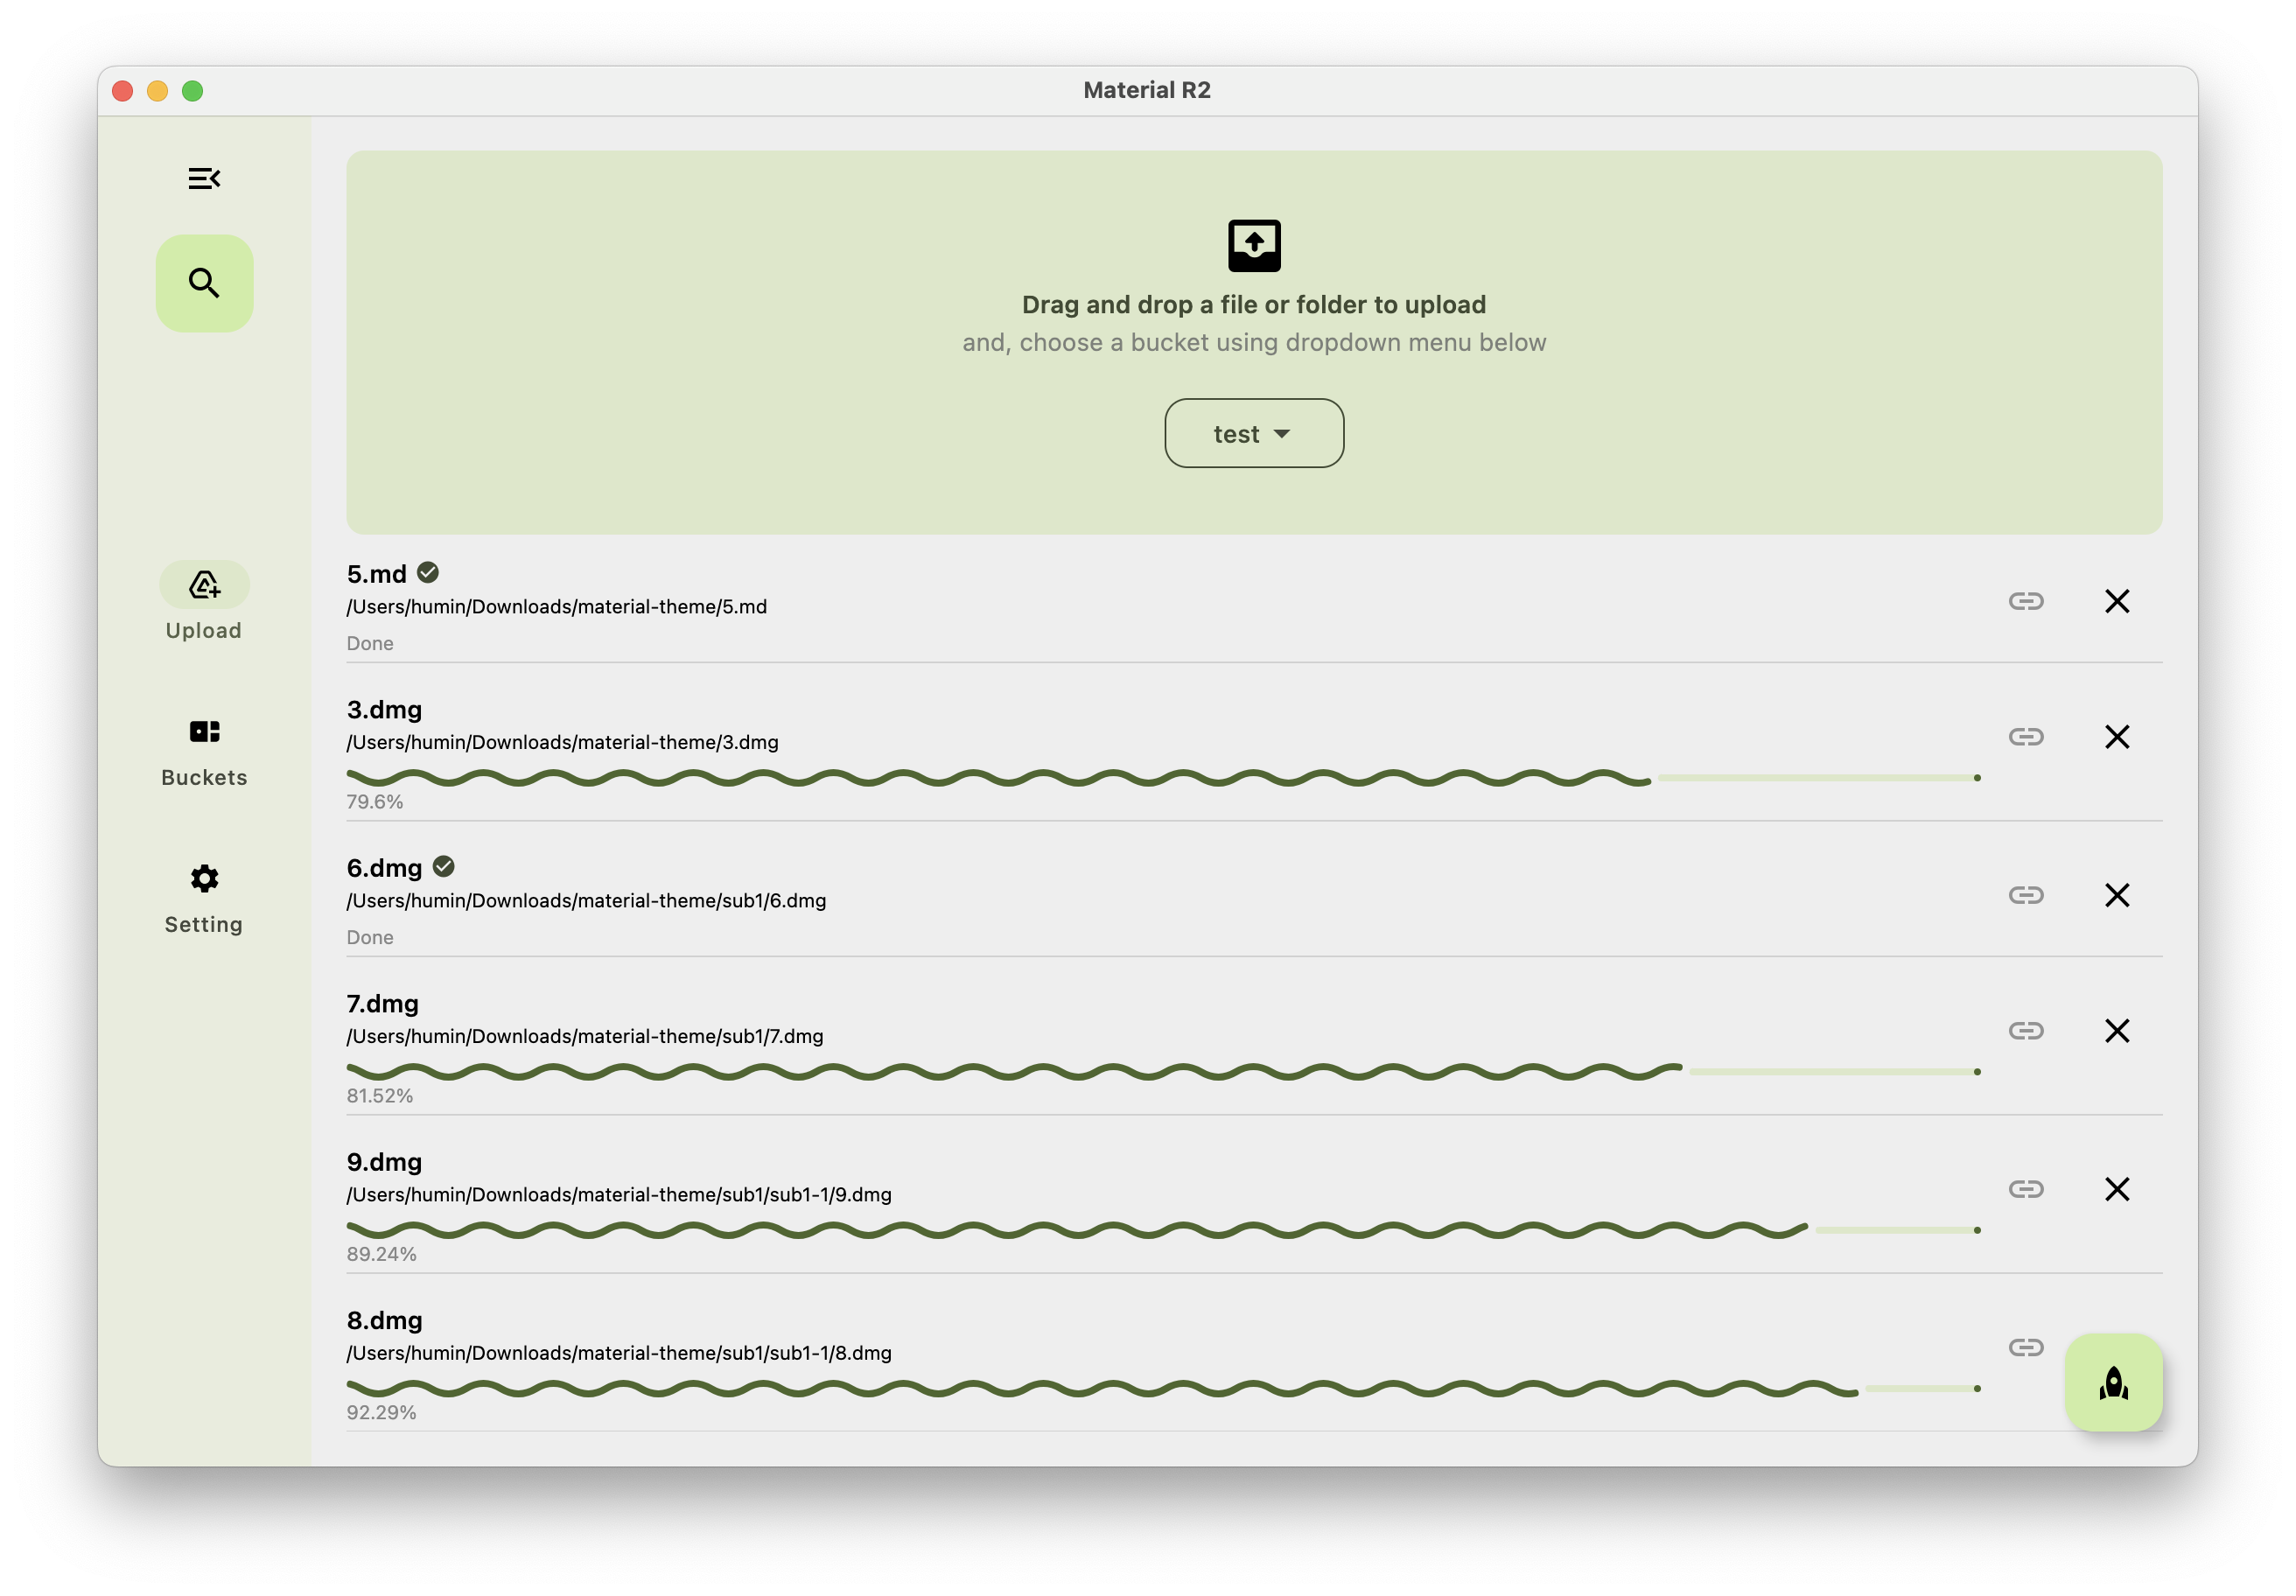 Material R2
Drag and drop a file or folder to upload
and, choose a bucket using dropdown menu below
test
Upload
Buckets
Setting
5.md
/Users/humin/Downloads/material-theme/5.md
Done
3.dmg
/Users/humin/Downloads/material-theme/3.dmg
79.6%
6.dmg
/Users/humin/Downloads/material-theme/sub1/6.dmg
Done
7.dmg
/Users/humin/Downloads/material-theme/sub1/7.dmg
81.52%
9.dmg
/Users/humin/Downloads/material-theme/sub1/sub1-1/9.dmg
89.24%
8.dmg
/Users/humin/Downloads/material-theme/sub1/sub1-1/8.dmg
92.29%